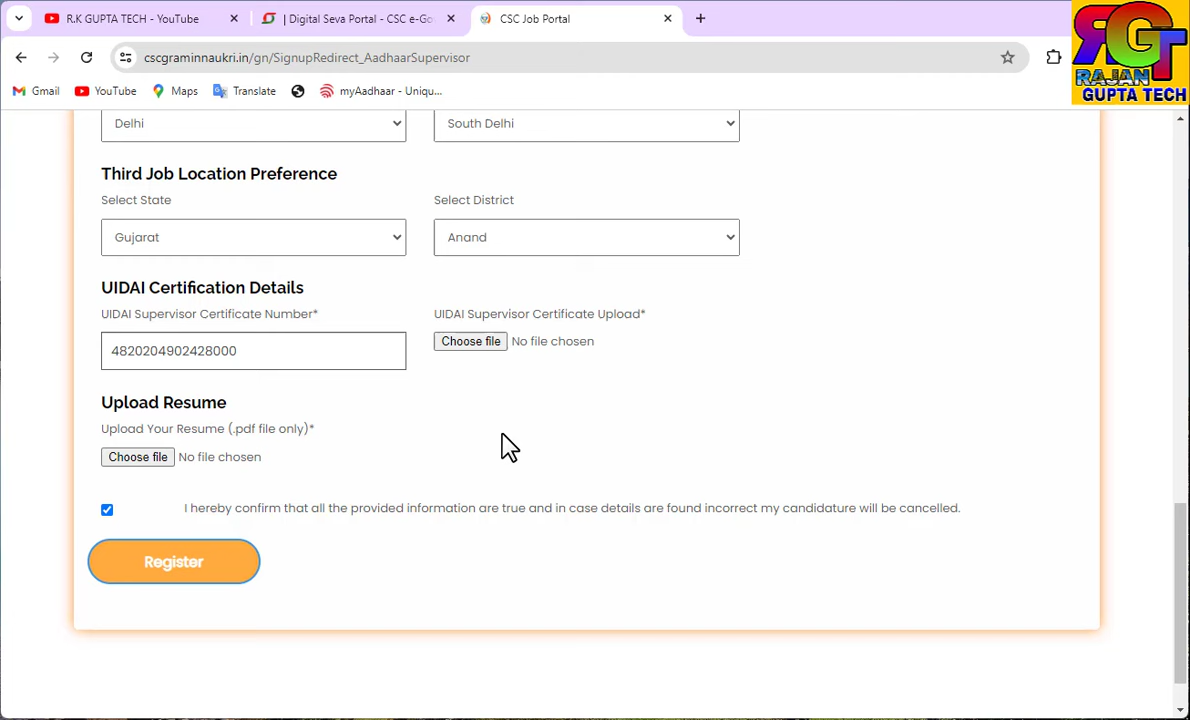 R.K GUPTA TECH - YouTube
| Digital Seva Portal - CSC e-Go
CSC Job Portal
cscgraminnaukri.in/gn/SignupRedirect_AadhaarSupervisor
Gmail
YouTube
Maps
Translate
myAadhaar - Uniqu...
RGT
RAJAN
GUPTA TECH
Delhi
South Delhi
Third Job Location Preference
Select State
Select District
Gujarat
Anand
UIDAI Certification Details
UIDAI Supervisor Certificate Number*
UIDAI Supervisor Certificate Upload*
4820204902428000
Choose file No file chosen
Upload Resume
Upload Your Resume (.pdf file only)*
Choose file No file chosen
I hereby confirm that all the provided information are true and in case details are found incorrect my candidature will be cancelled.
Register